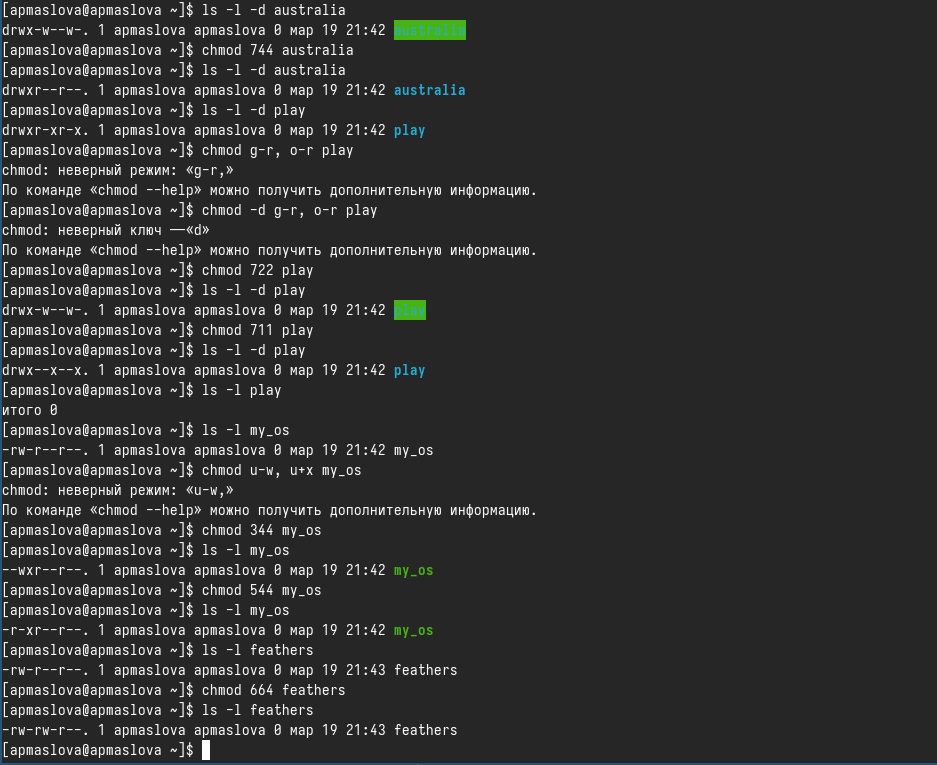 [apmaslova@apmaslova ~]$ ls -l -d australia
drwx-w--w-. 1 apmaslova apmaslova 0 мар 19 21:42 australia
[apmaslova@apmaslova ~]$ chmod 744 australia
[apmaslova@apmaslova ~]$ ls -l -d australia
drwxr--r--. 1 apmaslova apmaslova 0 мар 19 21:42 australia
[apmaslova@apmaslova ~]$ ls -l -d play
drwxr-xr-x. 1 apmaslova apmaslova 0 мар 19 21:42 play
[apmaslova@apmaslova ~]$ chmod g-r, o-r play
chmod: неверный режим: «g-r,»
По команде «chmod --help» можно получить дополнительную информацию.
[apmaslova@apmaslova ~]$ chmod -d g-r, o-r play
chmod: неверный ключ —«d»
По команде «chmod --help» можно получить дополнительную информацию.
[apmaslova@apmaslova ~]$ chmod 722 play
[apmaslova@apmaslova ~]$ ls -l -d play
drwx-w--w-. 1 apmaslova apmaslova 0 мар 19 21:42 play
[apmaslova@apmaslova ~]$ chmod 711 play
[apmaslova@apmaslova ~]$ ls -l -d play
drwx--x--x. 1 apmaslova apmaslova 0 мар 19 21:42 play
[apmaslova@apmaslova ~]$ ls -l play
итого 0
[apmaslova@apmaslova ~]$ ls -l my_os
-rw-r--r--. 1 apmaslova apmaslova 0 мар 19 21:42 my_os
[apmaslova@apmaslova ~]$ chmod u-w, u+x my_os
chmod: неверный режим: «u-w,»
По команде «chmod --help» можно получить дополнительную информацию.
[apmaslova@apmaslova ~]$ chmod 344 my_os
[apmaslova@apmaslova ~]$ ls -l my_os
--wxr--r--. 1 apmaslova apmaslova 0 мар 19 21:42 my_os
[apmaslova@apmaslova ~]$ chmod 544 my_os
[apmaslova@apmaslova ~]$ ls -l my_os
-r-xr--r--. 1 apmaslova apmaslova 0 мар 19 21:42 my_os
[apmaslova@apmaslova ~]$ ls -l feathers
-rw-r--r--. 1 apmaslova apmaslova 0 мар 19 21:43 feathers
[apmaslova@apmaslova ~]$ chmod 664 feathers
[apmaslova@apmaslova ~]$ ls -l feathers
-rw-rw-r--. 1 apmaslova apmaslova 0 мар 19 21:43 feathers
[apmaslova@apmaslova ~]$